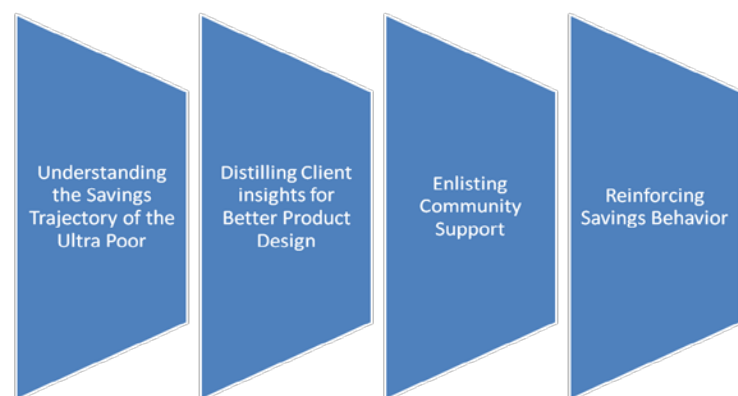 Understanding
the Savings
Trajectory of the
Ultra Poor
Distilling Client
insights for
Better Product
Design
Enlisting
Community
Support
Reinforcing
Savings Behavior